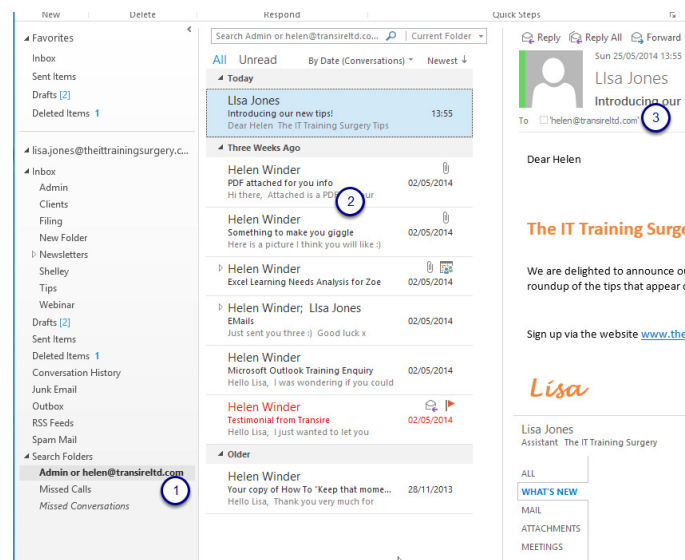 New Delete Respond Quick Steps
Favorites
Inbox
Sent Items
Drafts [2]
Deleted Items 1
lisa.jones@theittrainingsurgery.c...
Inbox
Admin
Clients
Filing
New Folder
Newsletters
Shelley
Tips
Webinar
Drafts [2]
Sent Items
Deleted Items 1
Conversation History
Junk Email
Outbox
RSS Feeds
Spam Mail
Search Folders
Admin or helen@transireltd.com
Missed Calls 1
Missed Conversations
Search Admin or helen@transireltd.co... Current Folder
All Unread By Date (Conversations) Newest ↓
Today
LIsa Jones
Introducing our new tips! 13:55
Dear Helen The IT Training Surgery Tips
Three Weeks Ago
Helen Winder
PDF attached for you info 02/05/2014
Hi there, Attached is a PDF 2 ur
Helen Winder
Something to make you giggle 02/05/2014
Here is a picture I think you will like :)
Helen Winder
Excel Learning Needs Analysis for Zoe 02/05/2014
Helen Winder; LIsa Jones
EMails 02/05/2014
Just sent you three :) Good luck x
Helen Winder
Microsoft Outlook Training Enquiry 02/05/2014
Hello Lisa, I was wondering if you could
Helen Winder
Testimonial from Transire 02/05/2014
Hello Lisa, I just wanted to let you
Older
Helen Winder
Your copy of How To "Keep that mome... 28/11/2013
Hello Lisa, Thank you very much for
Reply Reply All Forward
Sun 25/05/2014 13:55
LIsa Jones
Introducing our
To 'helen@transireltd.com' 3
Dear Helen
The IT Training Surge
We are delighted to announce ou
roundup of the tips that appear o
Sign up via the website www.the
Lisa
Lisa Jones
Assistant The IT Training Surgery
ALL
WHAT'S NEW
MAIL
ATTACHMENTS
MEETINGS